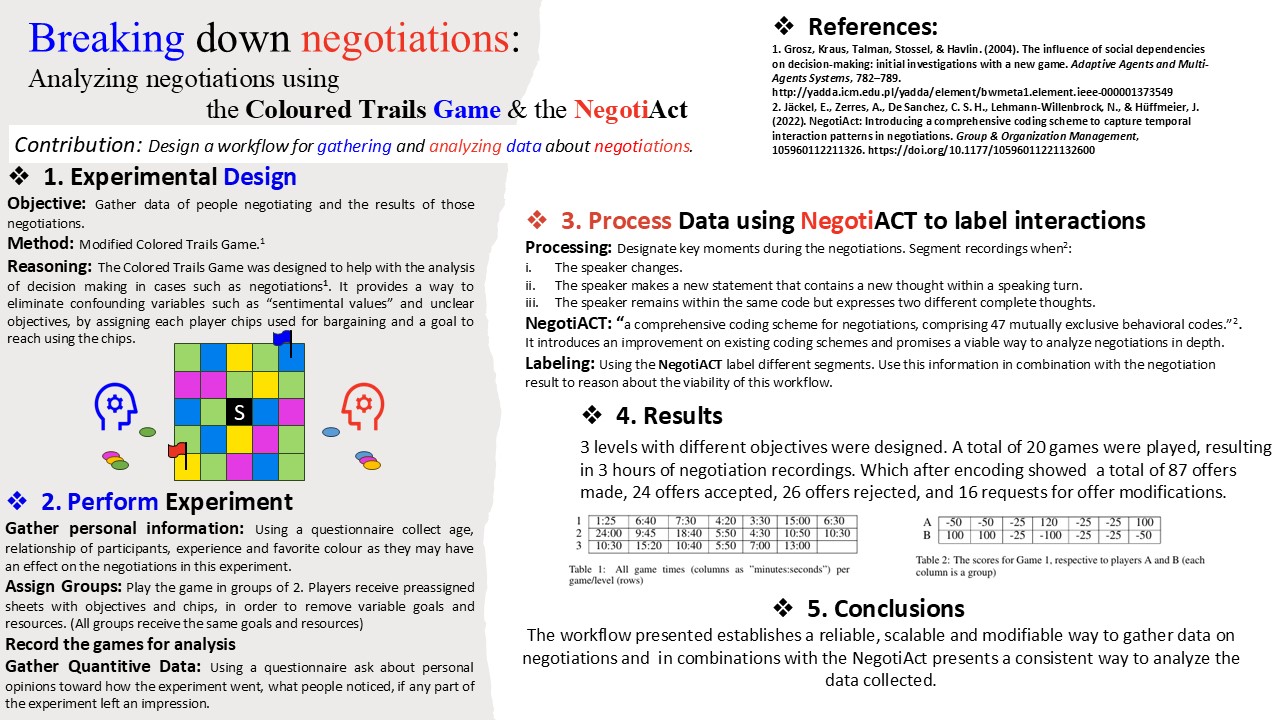 Breaking down negotiations:
Analyzing negotiations using
the Coloured Trails Game & the NegotiAct
Contribution: Design a workflow for gathering and analyzing data about negotiations.
❖ 1. Experimental Design
Objective: Gather data of people negotiating and the results of those
negotiations.
Method: Modified Colored Trails Game.¹
Reasoning: The Colored Trails Game was designed to help with the analysis
of decision making in cases such as negotiations¹. It provides a way to
eliminate confounding variables such as “sentimental values” and unclear
objectives, by assigning each player chips used for bargaining and a goal to
reach using the chips.
S
❖ 2. Perform Experiment
Gather personal information: Using a questionnaire collect age,
relationship of participants, experience and favorite colour as they may have
an effect on the negotiations in this experiment.
Assign Groups: Play the game in groups of 2. Players receive preassigned
sheets with objectives and chips, in order to remove variable goals and
resources. (All groups receive the same goals and resources)
Record the games for analysis
Gather Quantitive Data: Using a questionnaire ask about personal
opinions toward how the experiment went, what people noticed, if any part of
the experiment left an impression.
❖ References:
1. Grosz, Kraus, Talman, Stossel, & Havlin. (2004). The influence of social dependencies
on decision-making: initial investigations with a new game. Adaptive Agents and Multi-
Agents Systems, 782–789.
http://yadda.icm.edu.pl/yadda/element/bwmeta1.element.ieee-000001373549
2. Jäckel, E., Zerres, A., De Sanchez, C. S. H., Lehmann-Willenbrock, N., & Hüffmeier, J.
(2022). NegotiAct: Introducing a comprehensive coding scheme to capture temporal
interaction patterns in negotiations. Group & Organization Management,
105960112211326. https://doi.org/10.1177/10596011221132600
❖ 3. Process Data using NegotiACT to label interactions
Processing: Designate key moments during the negotiations. Segment recordings when²:
i. The speaker changes.
ii. The speaker makes a new statement that contains a new thought within a speaking turn.
iii. The speaker remains within the same code but expresses two different complete thoughts.
NegotiACT: “a comprehensive coding scheme for negotiations, comprising 47 mutually exclusive behavioral codes.”².
It introduces an improvement on existing coding schemes and promises a viable way to analyze negotiations in depth.
Labeling: Using the NegotiACT label different segments. Use this information in combination with the negotiation
result to reason about the viability of this workflow.
❖ 4. Results
3 levels with different objectives were designed. A total of 20 games were played, resulting
in 3 hours of negotiation recordings. Which after encoding showed a total of 87 offers
made, 24 offers accepted, 26 offers rejected, and 16 requests for offer modifications.
1 1:25 6:40 7:30 4:20 3:30 15:00 6:30
2 24:00 9:45 18:40 5:50 4:30 10:50 10:30
3 10:30 15:20 10:40 5:50 7:00 13:00
Table 1: All game times (columns as ”minutes:seconds”) per
game/level (rows)
A -50 -50 -25 120 -25 -25 100
B 100 100 -25 -100 -25 -25 -50
Table 2: The scores for Game 1, respective to players A and B (each
column is a group)
❖ 5. Conclusions
The workflow presented establishes a reliable, scalable and modifiable way to gather data on
negotiations and in combinations with the NegotiAct presents a consistent way to analyze the
data collected.